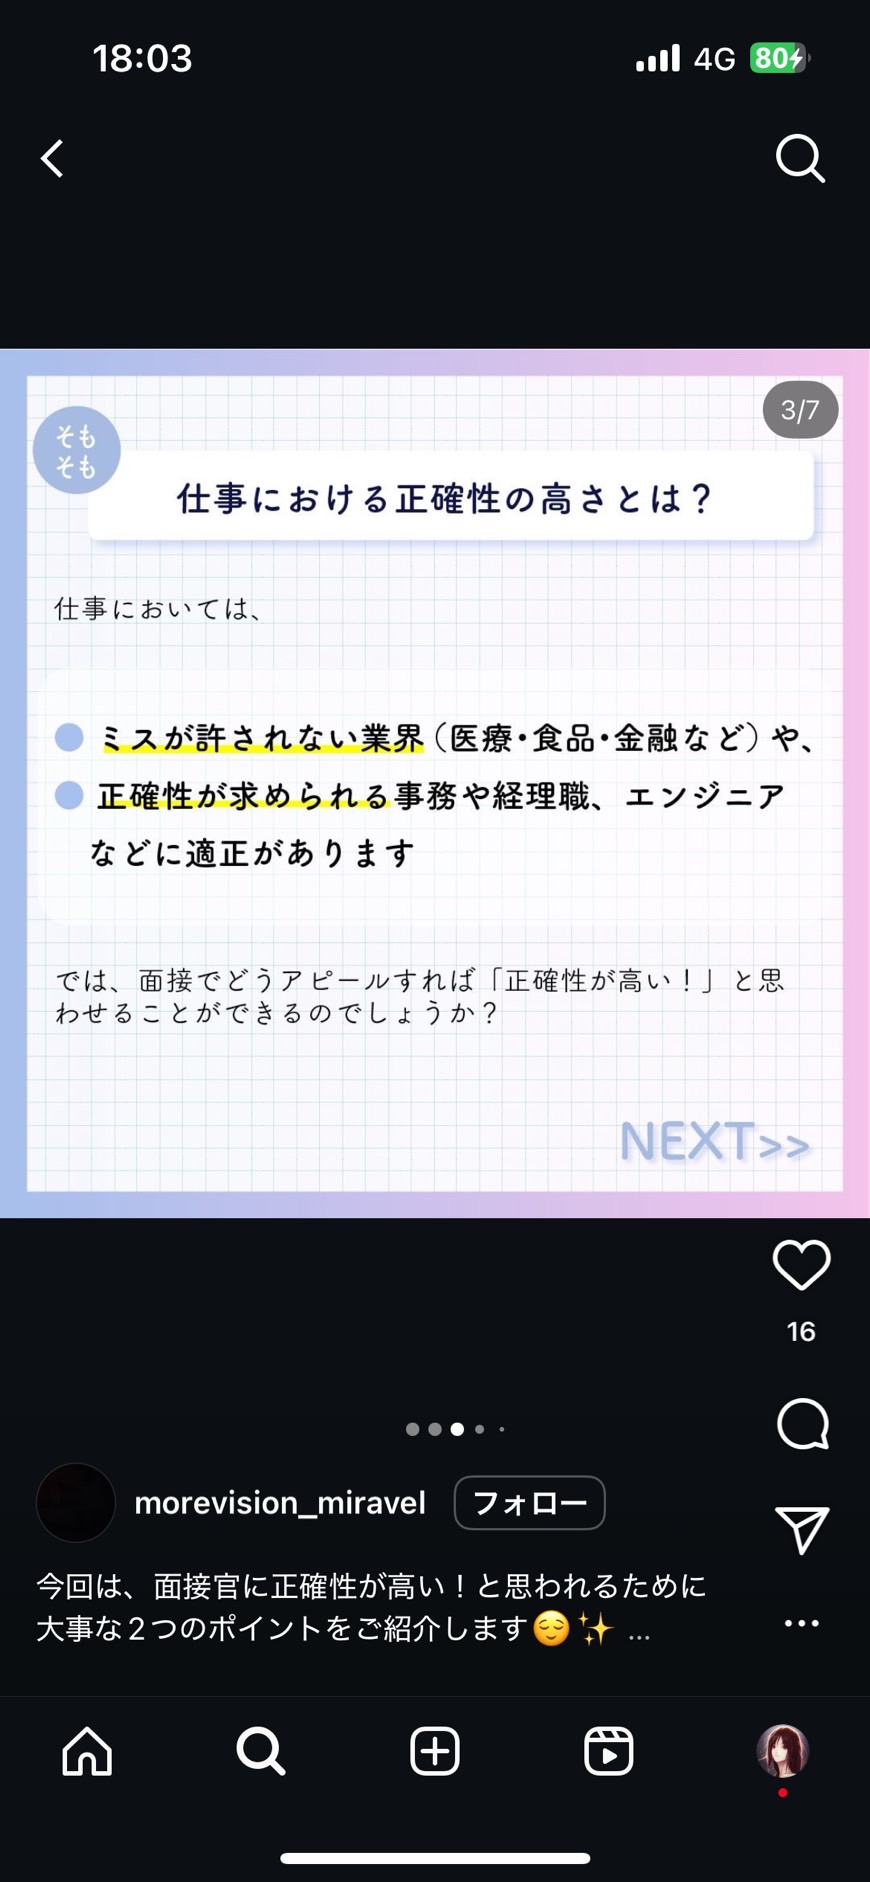 18:03
4G
80
3/7
そも
そも
仕事における正確性の高さとは？
仕事においては、
ミスが許されない業界（医療・食品・金融など）や、
正確性が求められる事務や経理職、エンジニア
などに適正があります
では、面接でどうアピールすれば「正確性が高い！」と思
わせることができるのでしょうか？
NEXT>>
16
morevision_miravel
フォロー
今回は、面接官に正確性が高い！と思われるために
大事な２つのポイントをご紹介します😌✨ ...